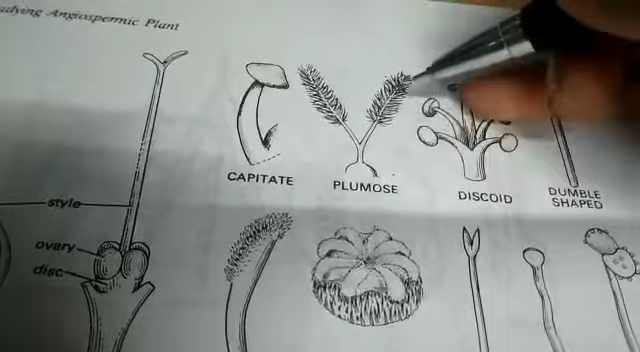 udying Angiospermic Plant
CAPITATE
PLUMOSE
DISCOID
DUMBLE
SHAPED
style
ovary
disc